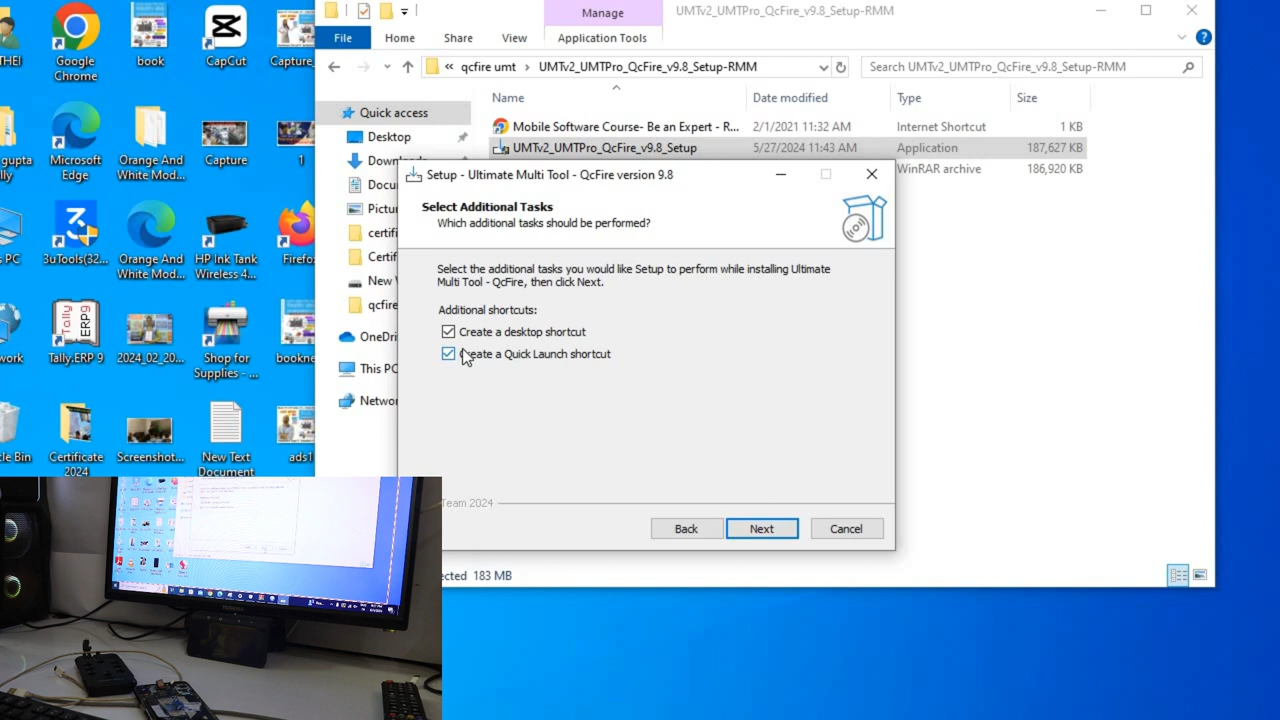 Manage
UMTv2_UMTPro_QcFire_v9.8_Setup-RMM
File
Home
Share
View
Application Tools
« qcfire umt > UMTv2_UMTPro_QcFire_v9.8_Setup-RMM
Search UMTv2_UMTPro_QcFire_v9.8_Setup-RMM
Name
Date modified
Type
Size
Quick access
Desktop
OneDri
This PC
Mobile Software Course- Be an Expert - R...
2/1/2021 11:32 AM
Internet Shortcut
1 KB
UMTv2_UMTPro_QcFire_v9.8_Setup
5/27/2024 11:43 AM
Application
187,627 KB
WinRAR archive
186,920 KB
Setup - Ultimate Multi Tool - QcFire version 9.8
Select Additional Tasks
Which additional tasks should be performed?
Select the additional tasks you would like Setup to perform while installing Ultimate
Multi Tool - QcFire, then click Next.
Additional shortcuts:
Create a desktop shortcut
Create a Quick Launch shortcut
Team 2024
Back
Next
Cancel
183 MB
Google
Chrome
book
CapCut
Capture_
gupta
Microsoft
Edge
Orange And
White Mod...
Capture
1
PC
3uTools(32...
Orange And
White Mod...
HP Ink Tank
Wireless 4...
Firefo
work
Tally.ERP 9
2024_02_20...
Shop for
Supplies - ...
Tally
ERP9
Bin
Certificate
2024
Screenshot...
New Text
Document
ads1